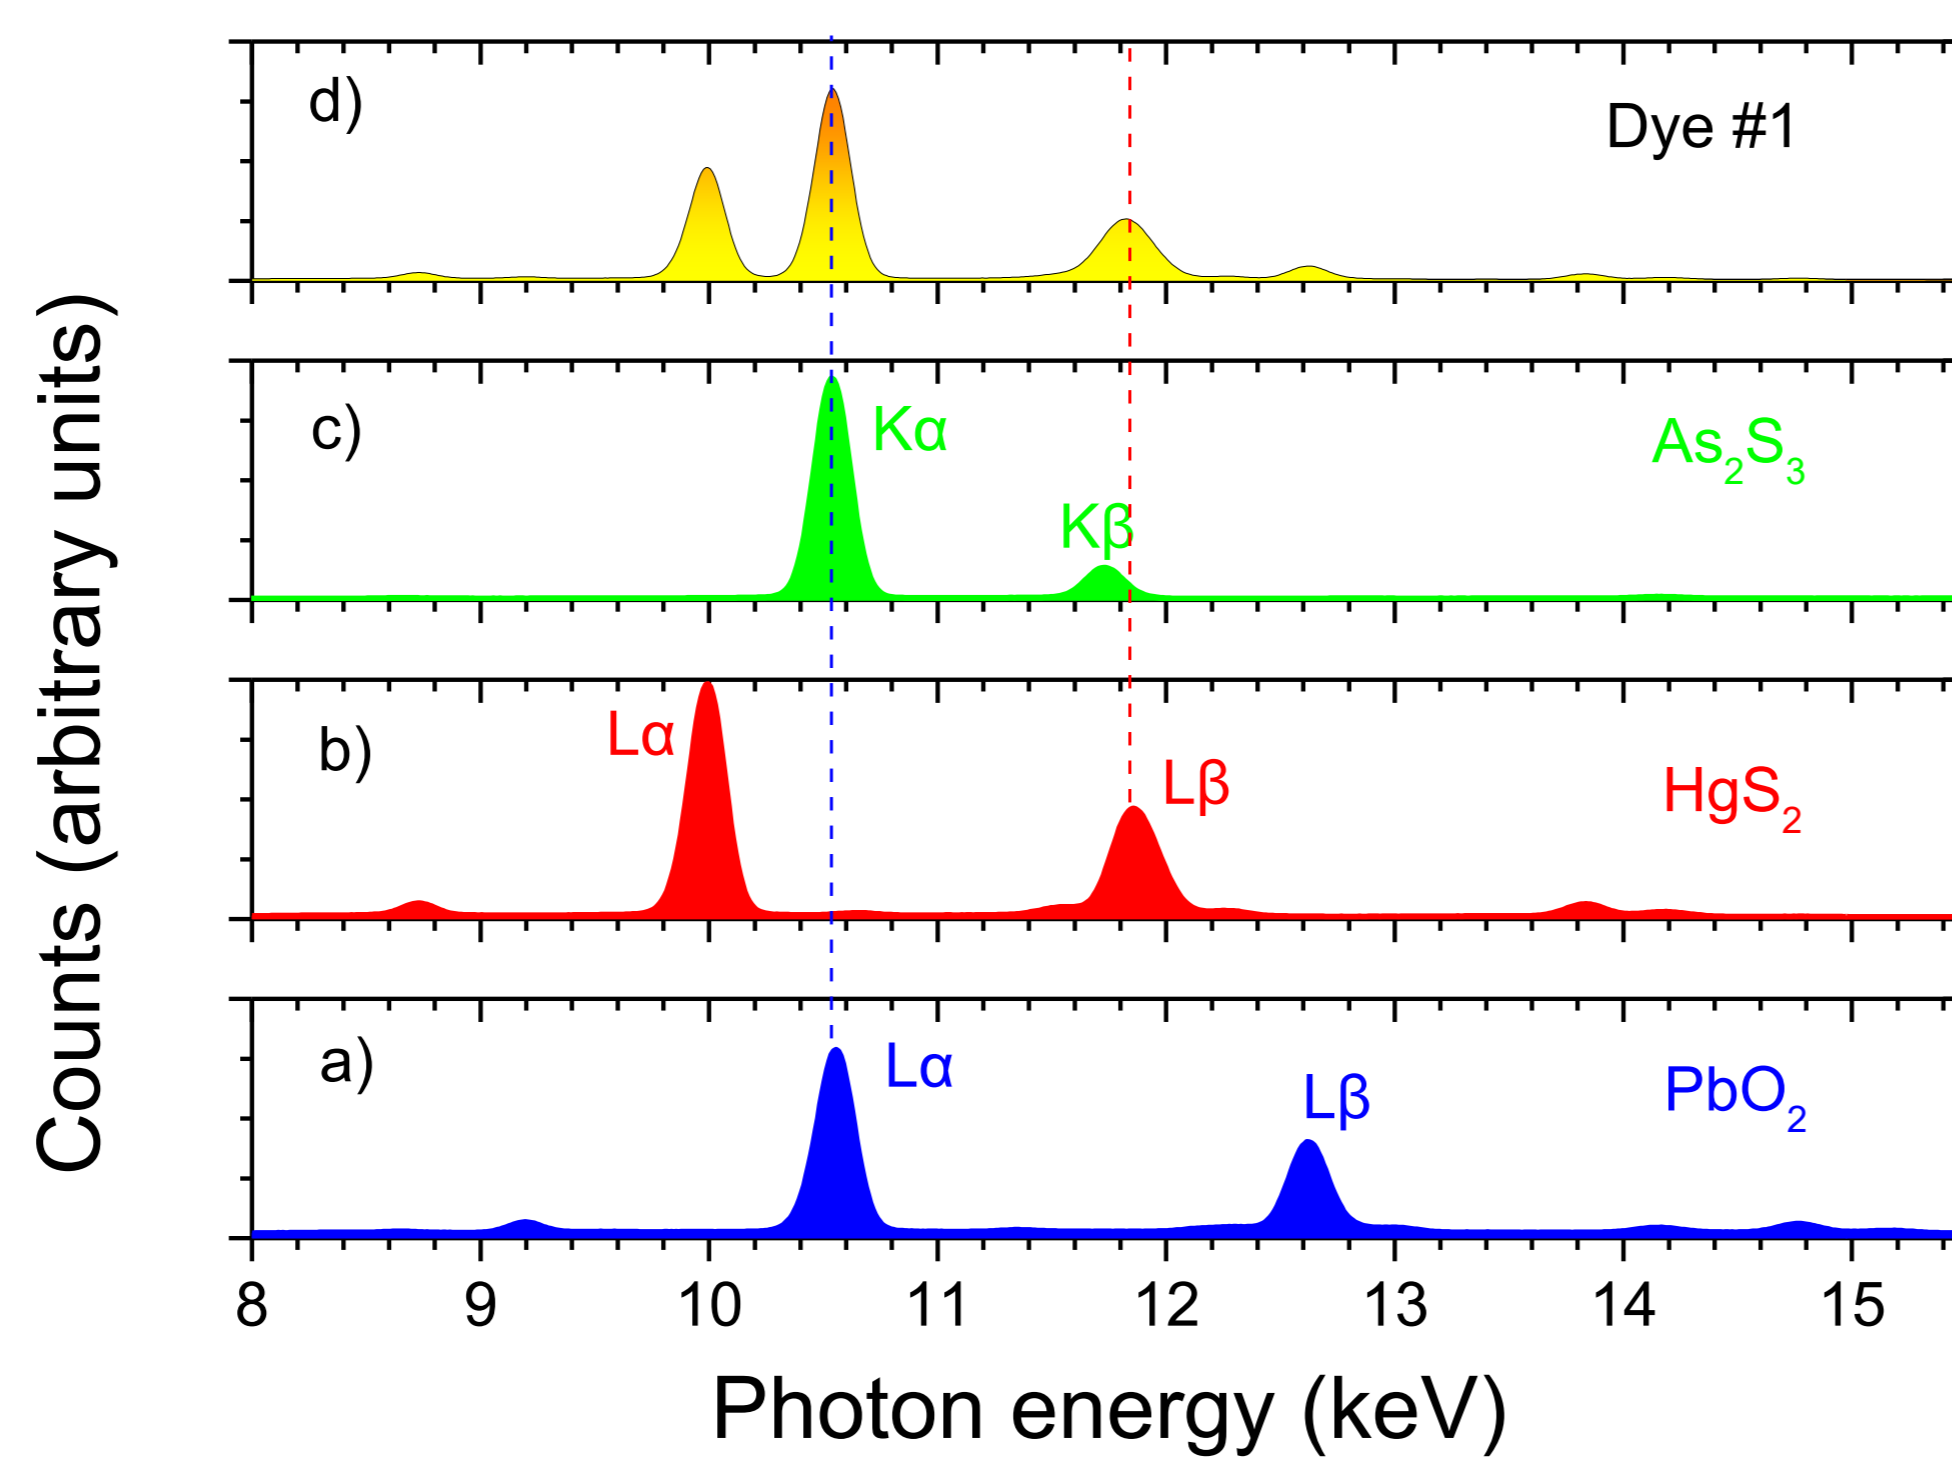 Counts (arbitrary units)
d)
Dye #1
c)
Kα
Kβ
As₂S₃
b)
Lα
Lβ
HgS₂
a)
Lα
Lβ
PbO₂
8 9 10 11 12 13 14 15
Photon energy (keV)